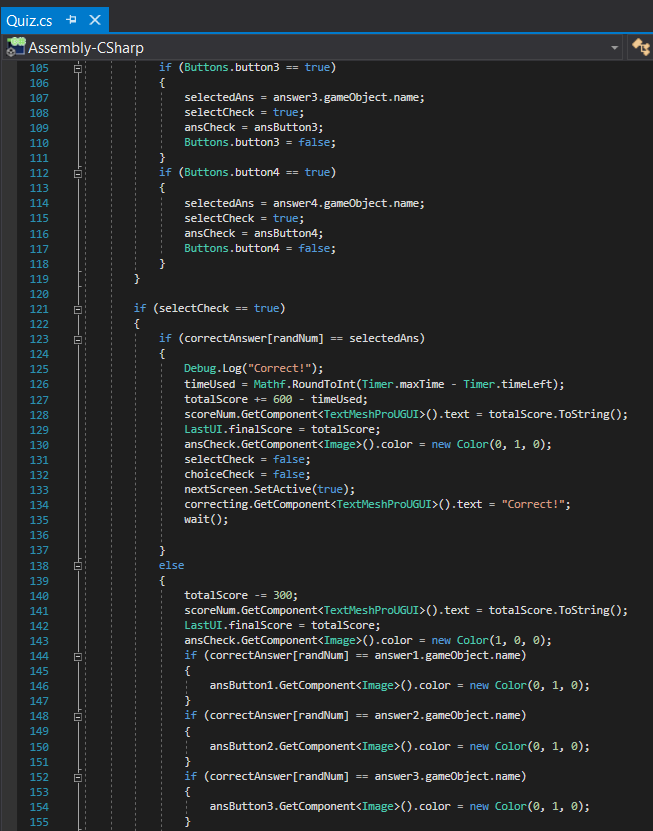 Quiz.cs
Assembly-CSharp
105 if (Buttons.button3 == true)
106 {
107 selectedAns = answer3.gameObject.name;
108 selectCheck = true;
109 ansCheck = ansButton3;
110 Buttons.button3 = false;
111 }
112 if (Buttons.button4 == true)
113 {
114 selectedAns = answer4.gameObject.name;
115 selectCheck = true;
116 ansCheck = ansButton4;
117 Buttons.button4 = false;
118 }
119 }
120
121 if (selectCheck == true)
122 {
123 if (correctAnswer[randNum] == selectedAns)
124 {
125 Debug.Log("Correct!");
126 timeUsed = Mathf.RoundToInt(Timer.maxTime - Timer.timeLeft);
127 totalScore += 600 - timeUsed;
128 scoreNum.GetComponent<TextMeshProUGUI>().text = totalScore.ToString();
129 LastUI.finalScore = totalScore;
130 ansCheck.GetComponent<Image>().color = new Color(0, 1, 0);
131 selectCheck = false;
132 choiceCheck = false;
133 nextScreen.SetActive(true);
134 correcting.GetComponent<TextMeshProUGUI>().text = "Correct!";
135 wait();
136
137 }
138 else
139 {
140 totalScore -= 300;
141 scoreNum.GetComponent<TextMeshProUGUI>().text = totalScore.ToString();
142 LastUI.finalScore = totalScore;
143 ansCheck.GetComponent<Image>().color = new Color(1, 0, 0);
144 if (correctAnswer[randNum] == answer1.gameObject.name)
145 {
146 ansButton1.GetComponent<Image>().color = new Color(0, 1, 0);
147 }
148 if (correctAnswer[randNum] == answer2.gameObject.name)
149 {
150 ansButton2.GetComponent<Image>().color = new Color(0, 1, 0);
151 }
152 if (correctAnswer[randNum] == answer3.gameObject.name)
153 {
154 ansButton3.GetComponent<Image>().color = new Color(0, 1, 0);
155 }